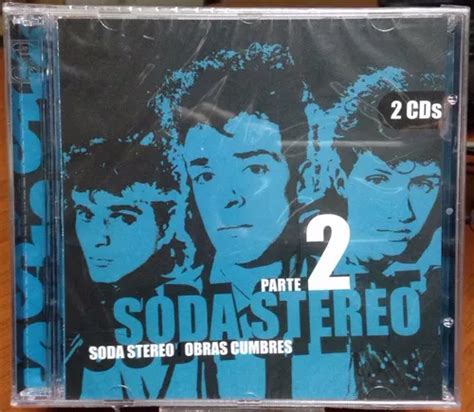 2 CDs
PARTE 2
SODA STEREO
SODA STEREO OBRAS CUMBRES